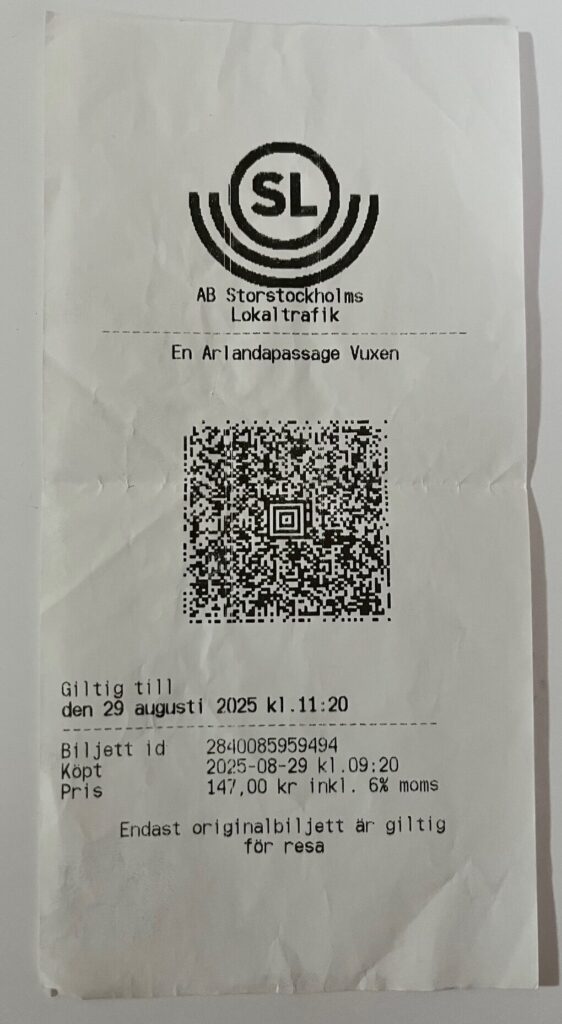 SL
AB Storstockholms
Lokaltrafik
En Arlandapassage Vuxen
Giltig till
den 29 augusti 2025 kl.11:20
Biljett id 2840085959494
Köpt 2025-08-29 kl.09:20
Pris 147,00 kr inkl. 6% moms
Endast originalbiljett är giltig
för resa